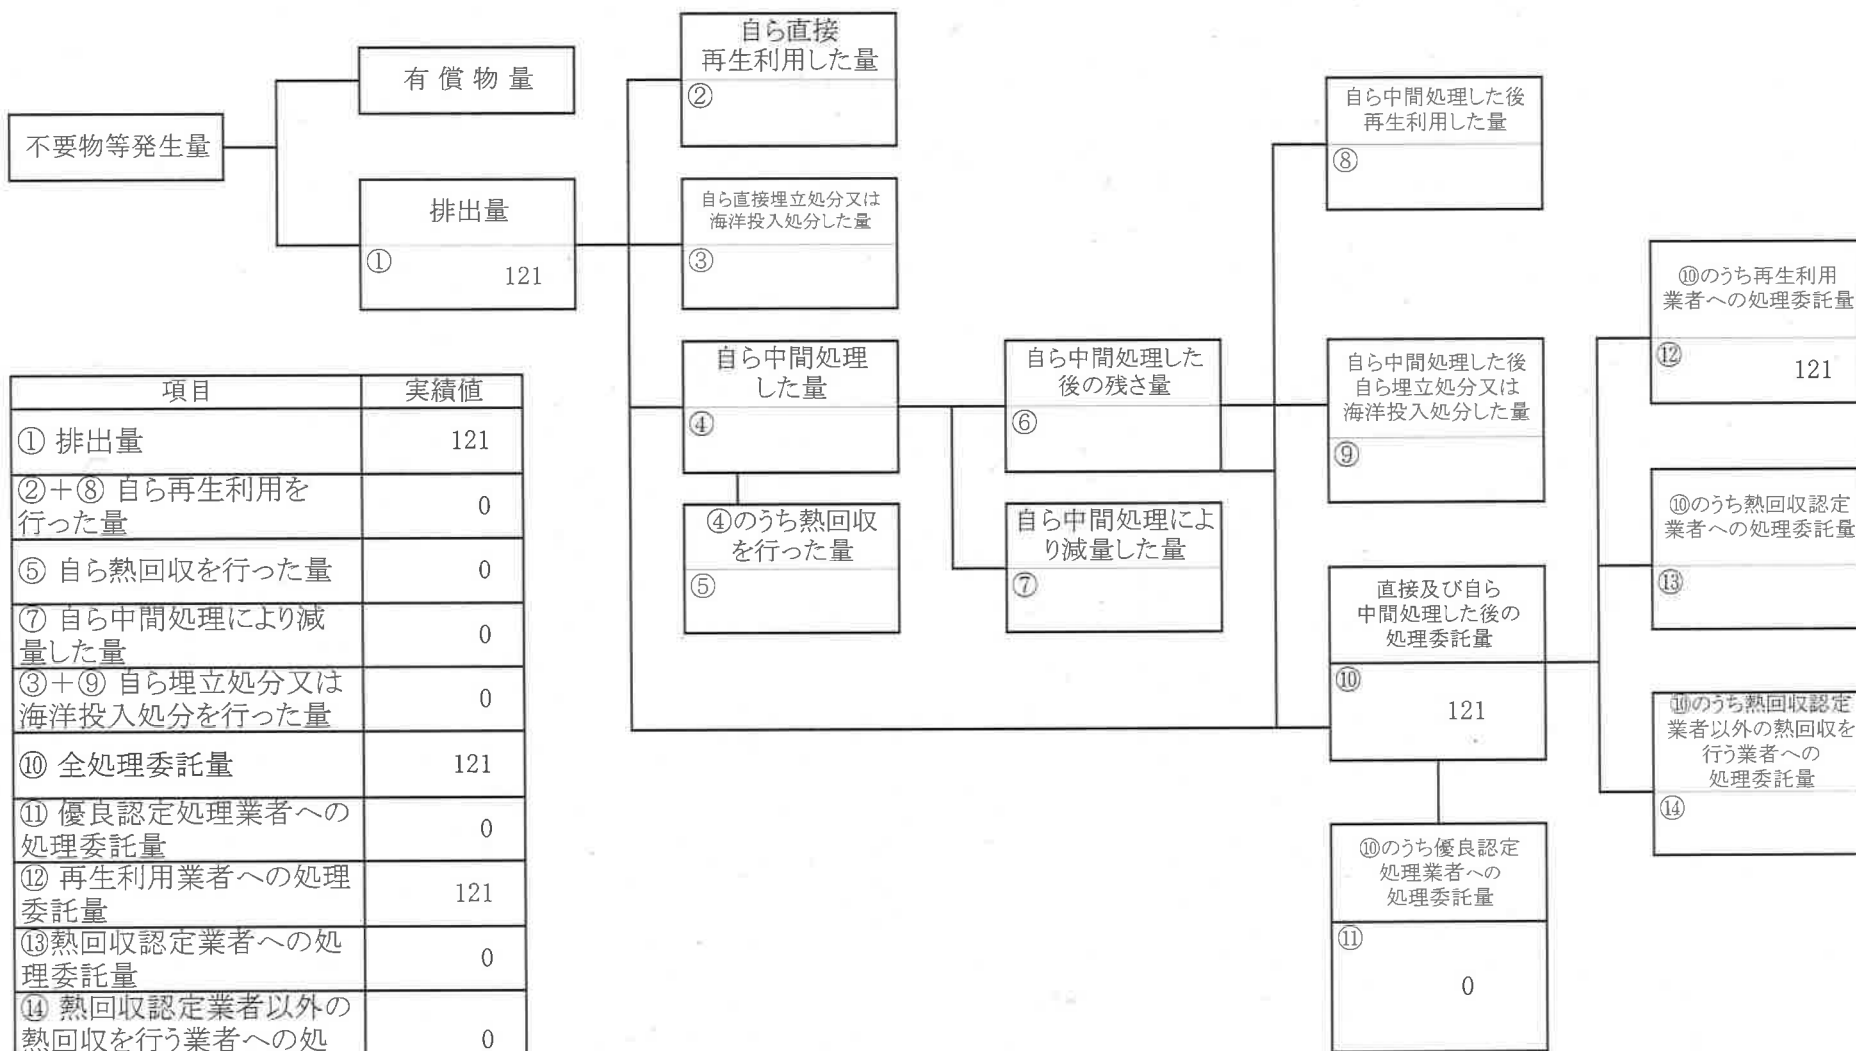 不要物等発生量
有償物量
排出量
①
121
自ら直接
再生利用した量
②
自ら直接埋立処分又は
海洋投入処分した量
③
自ら中間処理
した量
④
④のうち熱回収
を行った量
⑤
自ら中間処理した
後の残さ量
⑥
自ら中間処理によ
り減量した量
⑦
自ら中間処理した後
再生利用した量
⑧
自ら中間処理した後
自ら埋立処分又は
海洋投入処分した量
⑨
直接及び自ら
中間処理した後の
処理委託量
⑩
121
⑩のうち優良認定
処理業者への
処理委託量
⑪
0
⑩のうち再生利用
業者への処理委託量
⑫
121
⑩のうち熱回収認定
業者への処理委託量
⑬
⑩のうち熱回収認定
業者以外の熱回収を
行う業者への
処理委託量
⑭
項目 実績値
① 排出量 121
②+⑧ 自ら再生利用を
行った量 0
⑤ 自ら熱回収を行った量 0
⑦ 自ら中間処理により減
量した量 0
③+⑨ 自ら埋立処分又は
海洋投入処分を行った量 0
⑩ 全処理委託量 121
⑪ 優良認定処理業者への
処理委託量 0
⑫ 再生利用業者への処理
委託量 121
⑬熱回収認定業者への処
理委託量 0
⑭ 熱回収認定業者以外の
熱回収を行う業者への処 0